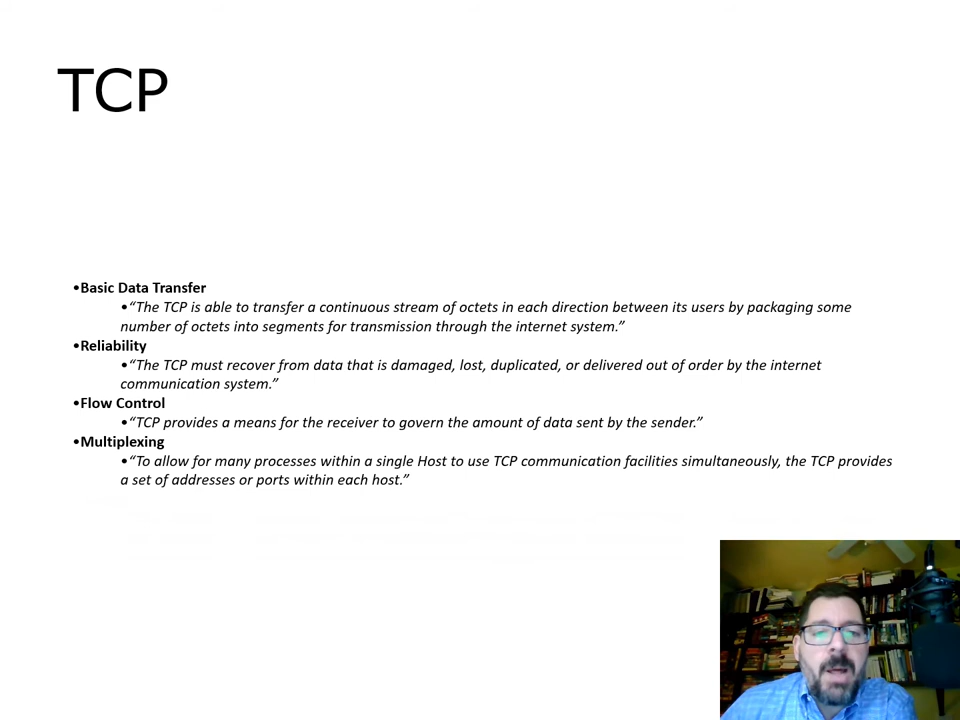 TCP
•Basic Data Transfer
•“The TCP is able to transfer a continuous stream of octets in each direction between its users by packaging some
number of octets into segments for transmission through the internet system.”
•Reliability
•“The TCP must recover from data that is damaged, lost, duplicated, or delivered out of order by the internet
communication system.”
•Flow Control
•“TCP provides a means for the receiver to govern the amount of data sent by the sender.”
•Multiplexing
•“To allow for many processes within a single Host to use TCP communication facilities simultaneously, the TCP provides
a set of addresses or ports within each host.”